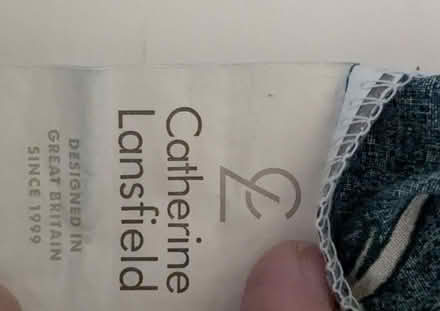 Catherine
Lansfield
DESIGNED IN
GREAT BRITAIN
SINCE 1999